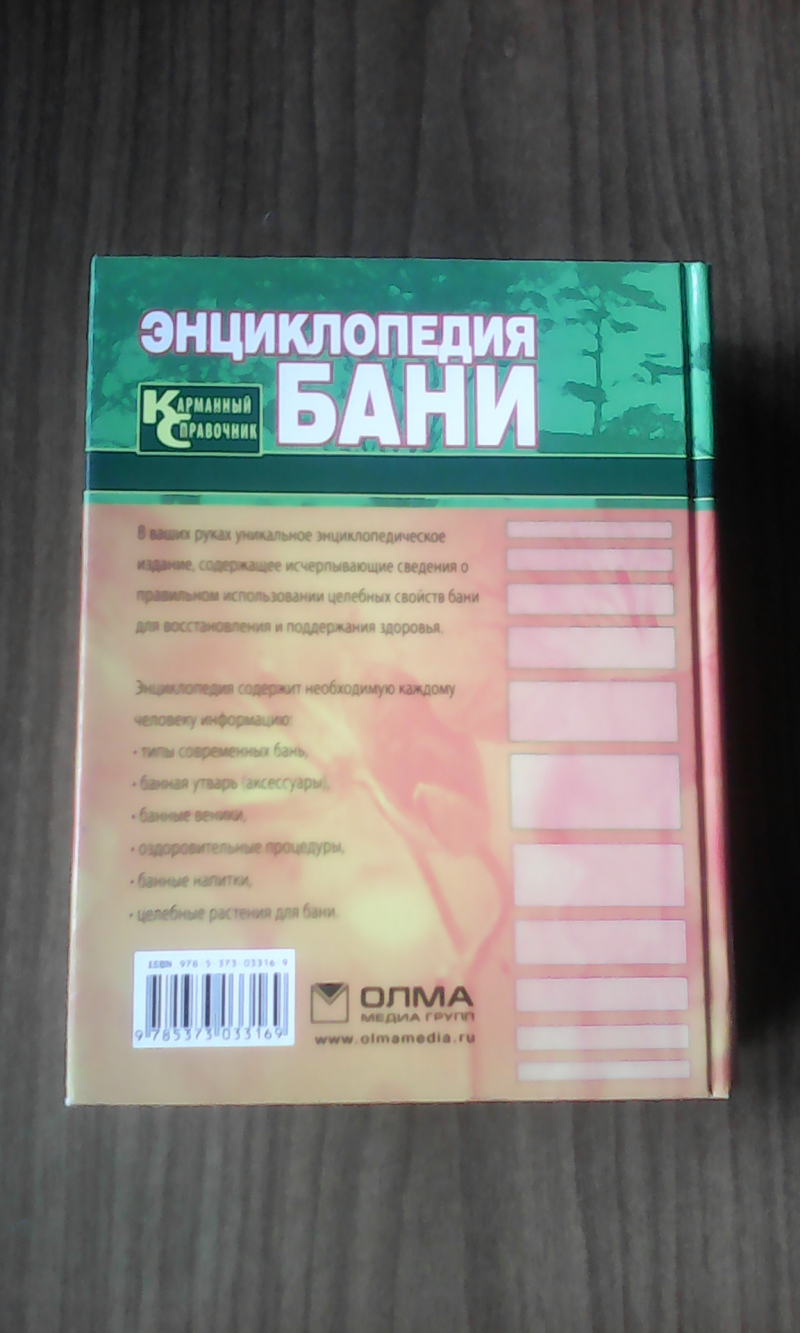 ЭНЦИКЛОПЕДИЯ
БАНИ
КАРМАННЫЙ
СПРАВОЧНИК
В ваших руках уникальное энциклопедическое
издание, содержащее исчерпывающие сведения о
правильном использовании целебных свойств бани
для восстановления и поддержания здоровья.
Энциклопедия содержит необходимую каждому
человеку информацию:
• типы современных бань,
• банная утварь (аксессуары),
• банные веники,
• оздоровительные процедуры,
• банные напитки,
• целебные растения для бани.
ISBN 978 5 373 03316 9
9 785373 033169
ОЛМА
МЕДИА ГРУПП
www.olmamedia.ru